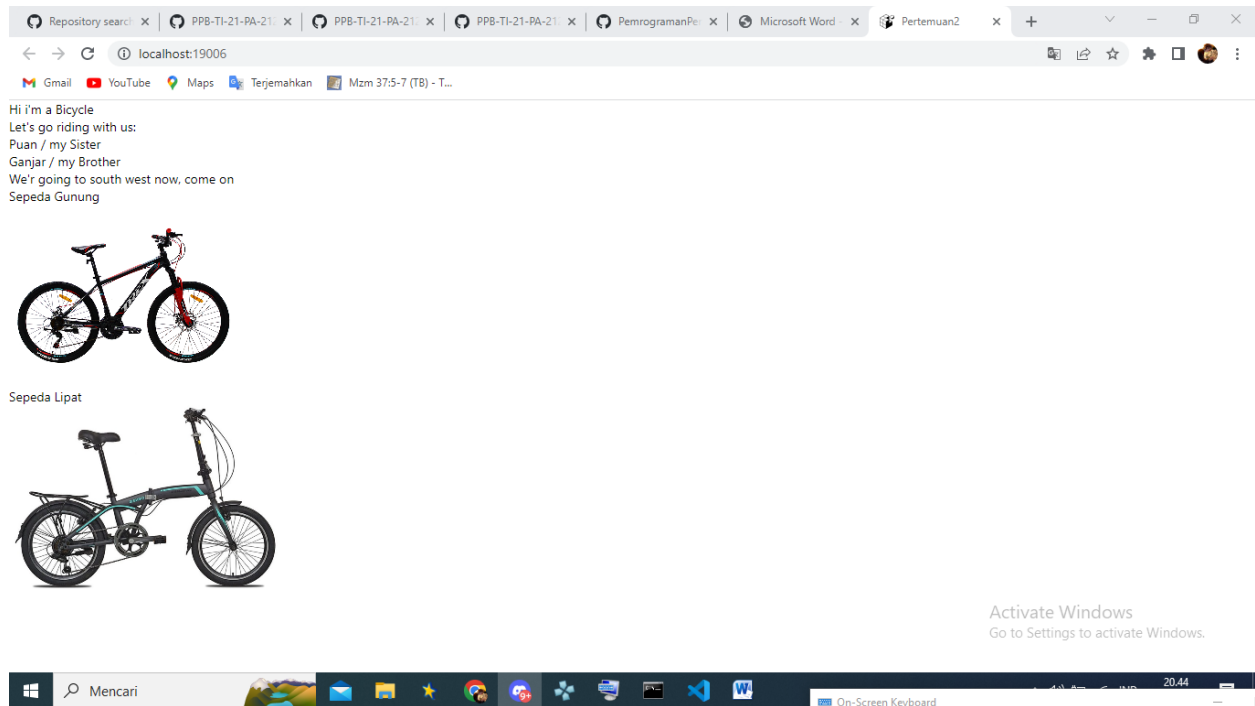 Repository search
PPB-TI-21-PA-21
PPB-TI-21-PA-21
PPB-TI-21-PA-21
PemrogramanPer
Microsoft Word -
Pertemuan2
localhost:19006
Gmail
YouTube
Maps
Terjemahkan
Mzm 37:5-7 (TB) - T...
Hi i'm a Bicycle
Let's go riding with us:
Puan / my Sister
Ganjar / my Brother
We'r going to south west now, come on
Sepeda Gunung
TREX
Sepeda Lipat
Activate Windows
Go to Settings to activate Windows.
Mencari
9+
20.44
On-Screen Keyboard